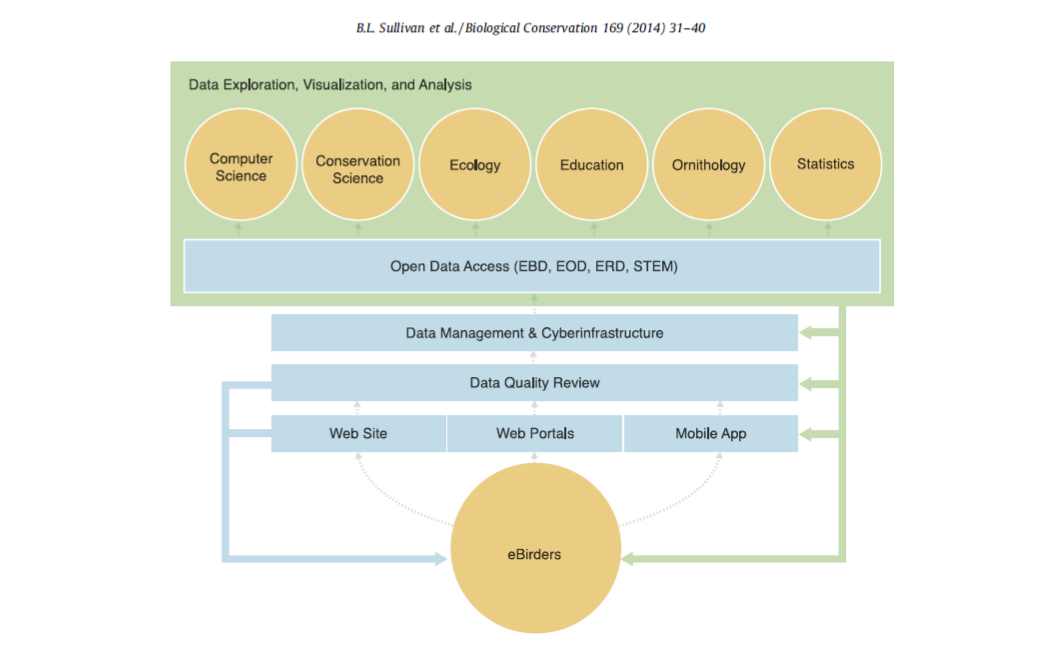 B.L. Sullivan et al. / Biological Conservation 169 (2014) 31–40
Data Exploration, Visualization, and Analysis
Computer
Science
Conservation
Science
Ecology
Education
Ornithology
Statistics
Open Data Access (EBD, EOD, ERD, STEM)
Data Management & Cyberinfrastructure
Data Quality Review
Web Site
Web Portals
Mobile App
eBirders